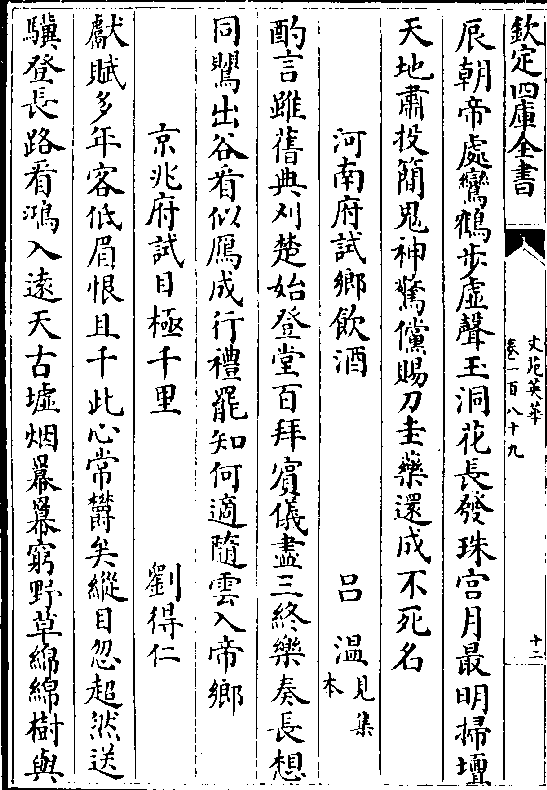 欽定四庫全書
文苑英華
卷一百八十九
十二
辰朝帝處鸞鶴步虛聲玉洞花長發珠宫月最明掃壇
天地肅投簡鬼神驚儻賜刀圭藥還成不死名
河南府試鄉飲酒
吕温
見集
本
酌言雖舊典刈楚始登堂百拜賓儀盡三終樂奏長想
同鸎出谷看似鴈成行禮罷知何適隨雲入帝鄉
京兆府試目極千里
劉得仁
獻賦多年客低眉恨且千此心常欝矣縱目忽超然送
驥登長路看鴻入遠天古墟烟羃羃窮野草綿綿樹與